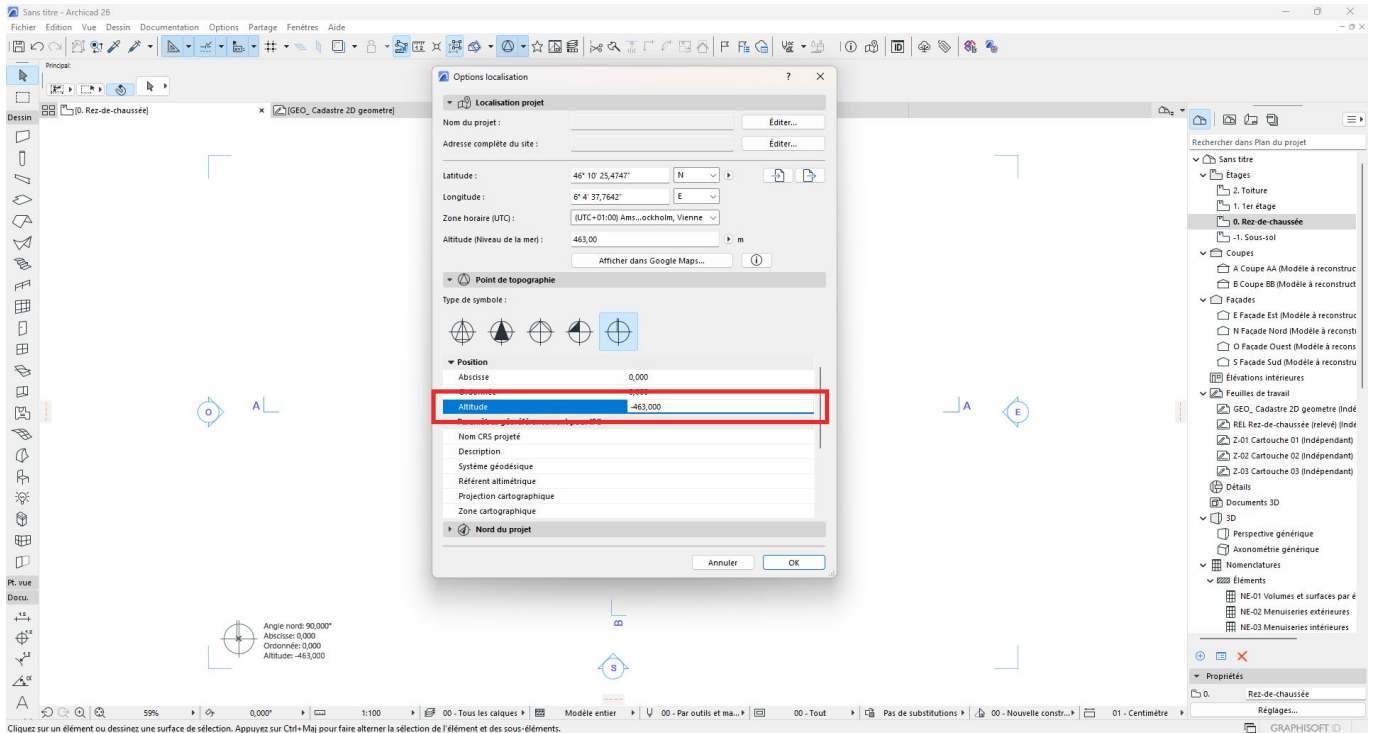 Sans titre - Archicad 26
Fichier Edition Vue Dessin Documentation Options Partage Fenêtres Aide
Principal:
[0. Rez-de-chaussée]
[GEO_ Cadastre 2D geometre]
Dessin
Options localisation
Localisation projet
Nom du projet : Éditer...
Adresse complète du site : Éditer...
Latitude : 46° 10' 25,4747" N
Longitude : 6° 4' 37,7642" E
Zone horaire (UTC) : (UTC+01:00) Ams...ockholm, Vienne
Altitude (Niveau de la mer) : 463,00 m
Afficher dans Google Maps...
Point de topographie
Type de symbole :
Position
Abscisse 0,000
Altitude -463,000
Nom CRS projeté
Description
Système géodésique
Référent altimétrique
Projection cartographique
Zone cartographique
Nord du projet
Annuler OK
O A
A E
B
S
Angle nord: 90,000°
Abscisse: 0,000
Ordonnée: 0,000
Altitude: -463,000
Pt. vue
Docu.
Rechercher dans Plan du projet
Sans titre
Étages
2. Toiture
1. 1er étage
0. Rez-de-chaussée
-1. Sous-sol
Coupes
A Coupe AA (Modèle à reconstruc
B Coupe BB (Modèle à reconstruct
Façades
E Façade Est (Modèle à reconstruc
N Façade Nord (Modèle à reconstr
O Façade Ouest (Modèle à recons
S Façade Sud (Modèle à reconstru
Élévations intérieures
Feuilles de travail
GEO_ Cadastre 2D geometre (Indé
REL Rez-de-chaussée (relevé) (Indé
Z-01 Cartouche 01 (Indépendant)
Z-02 Cartouche 02 (Indépendant)
Z-03 Cartouche 03 (Indépendant)
Détails
Documents 3D
3D
Perspective générique
Axonométrie générique
Nomenclatures
Éléments
NE-01 Volumes et surfaces par é
NE-02 Menuiseries extérieures
NE-03 Menuiseries intérieures
Propriétés
0. Rez-de-chaussée
Réglages...
59% 0,000° 1:100 00 - Tous les calques Modèle entier 00 - Par outils et ma... 00 - Tout Pas de substitutions 00 - Nouvelle constr... 01 - Centimètre
Cliquez sur un élément ou dessinez une surface de sélection. Appuyez sur Ctrl+Maj pour faire alterner la sélection de l'élément et des sous-éléments.
GRAPHISOFT ID